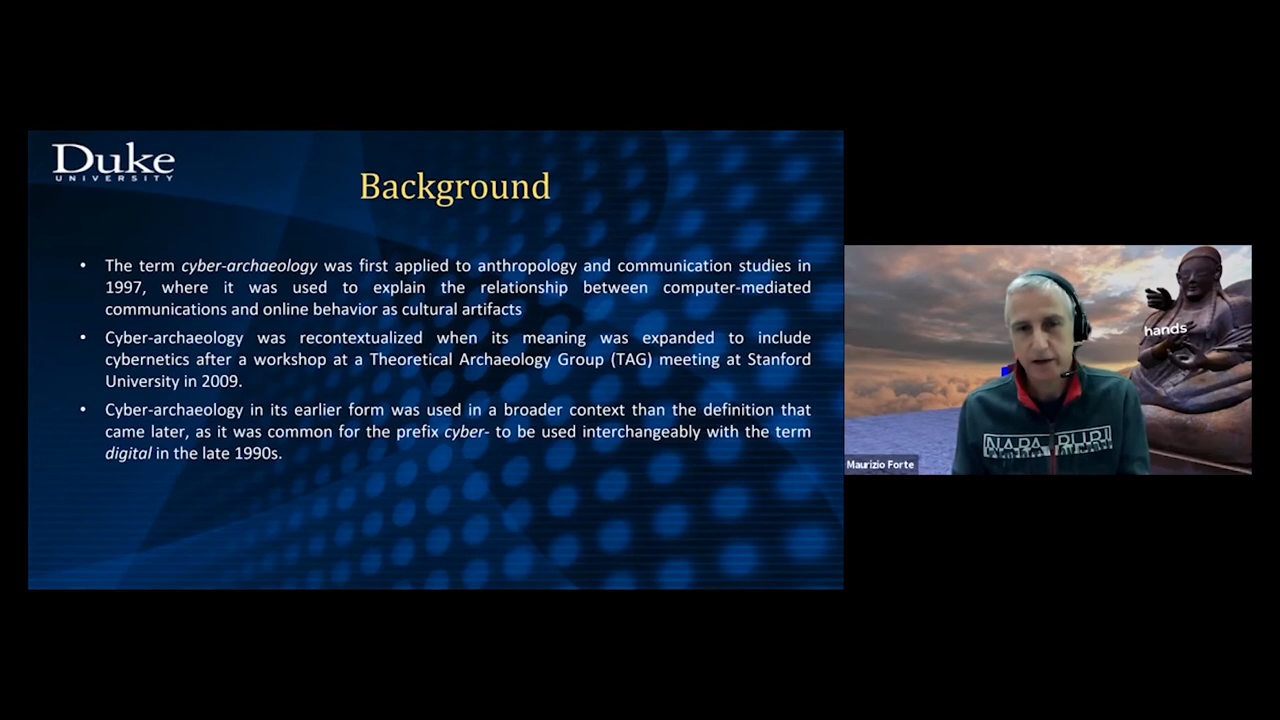 Duke
UNIVERSITY
Background
• The term cyber-archaeology was first applied to anthropology and communication studies in
1997, where it was used to explain the relationship between computer-mediated
communications and online behavior as cultural artifacts
• Cyber-archaeology was recontextualized when its meaning was expanded to include
cybernetics after a workshop at a Theoretical Archaeology Group (TAG) meeting at Stanford
University in 2009.
• Cyber-archaeology in its earlier form was used in a broader context than the definition that
came later, as it was common for the prefix cyber- to be used interchangeably with the term
digital in the late 1990s.
hands
Maurizio Forte